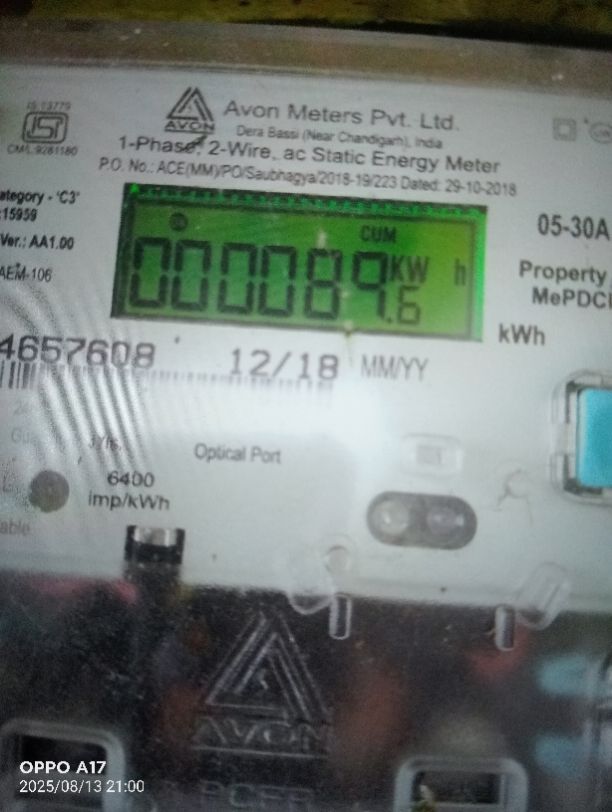 IS 13779
CM/L-9281180
AVON
Avon Meters Pvt. Ltd.
Dera Bassi (Near Chandigarh), India
1-Phase, 2-Wire, ac Static Energy Meter
P.O. No.: ACE(MM)/PO/Saubhagya/2018-19/223 Dated: 29-10-2018
ategory - 'C3'
:15959
Ver.: AA1.00
AEM-106
CUM
000089.6 KW h
05-30A
Property
MePDC
kWh
4657608 12/18 MM/YY
Optical Port
6400
imp/kWh
able
AVON
OPPO A17
2025/08/13 21:00